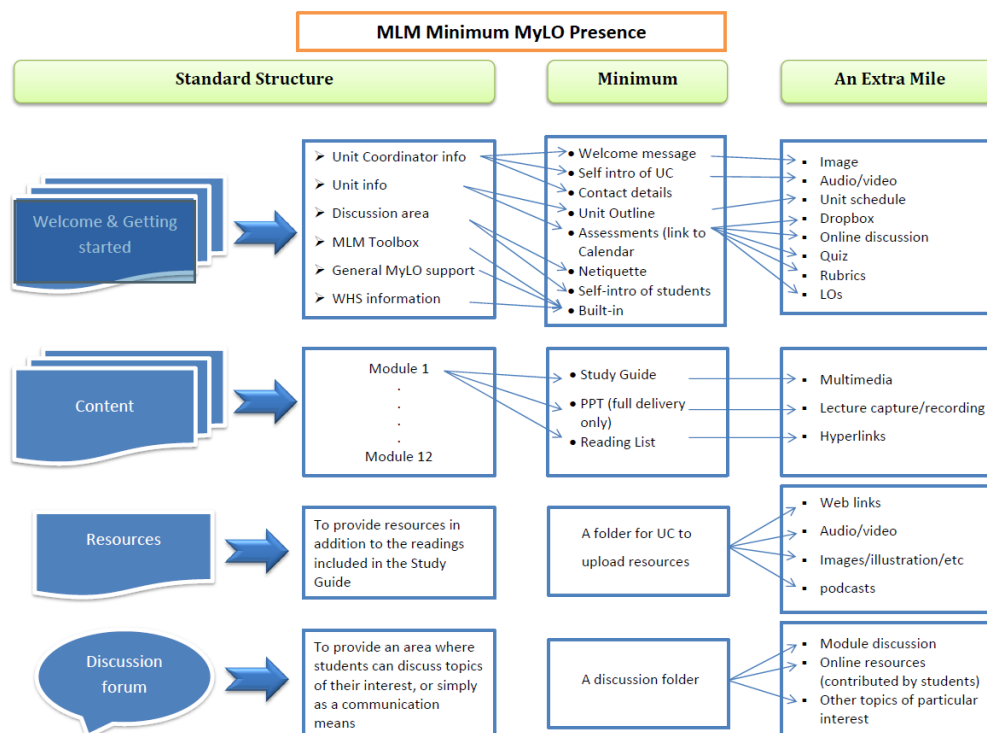 MLM Minimum MyLO Presence
Standard Structure
Minimum
An Extra Mile
Welcome & Getting
started
➢ Unit Coordinator info
➢ Unit info
➢ Discussion area
➢ MLM Toolbox
➢ General MyLO support
➢ WHS information
• Welcome message
• Self intro of UC
• Contact details
• Unit Outline
• Assessments (link to
Calendar
• Netiquette
• Self-intro of students
• Built-in
▪ Image
▪ Audio/video
▪ Unit schedule
▪ Dropbox
▪ Online discussion
▪ Quiz
▪ Rubrics
▪ LOs
Content
Module 1
.
.
.
.
Module 12
• Study Guide
• PPT (full delivery
only)
• Reading List
▪ Multimedia
▪ Lecture capture/recording
▪ Hyperlinks
Resources
To provide resources in
addition to the readings
included in the Study
Guide
A folder for UC to
upload resources
▪ Web links
▪ Audio/video
▪ Images/illustration/etc
▪ podcasts
Discussion
forum
To provide an area where
students can discuss topics
of their interest, or simply
as a communication
means
A discussion folder
▪ Module discussion
▪ Online resources
(contributed by students)
▪ Other topics of particular
interest